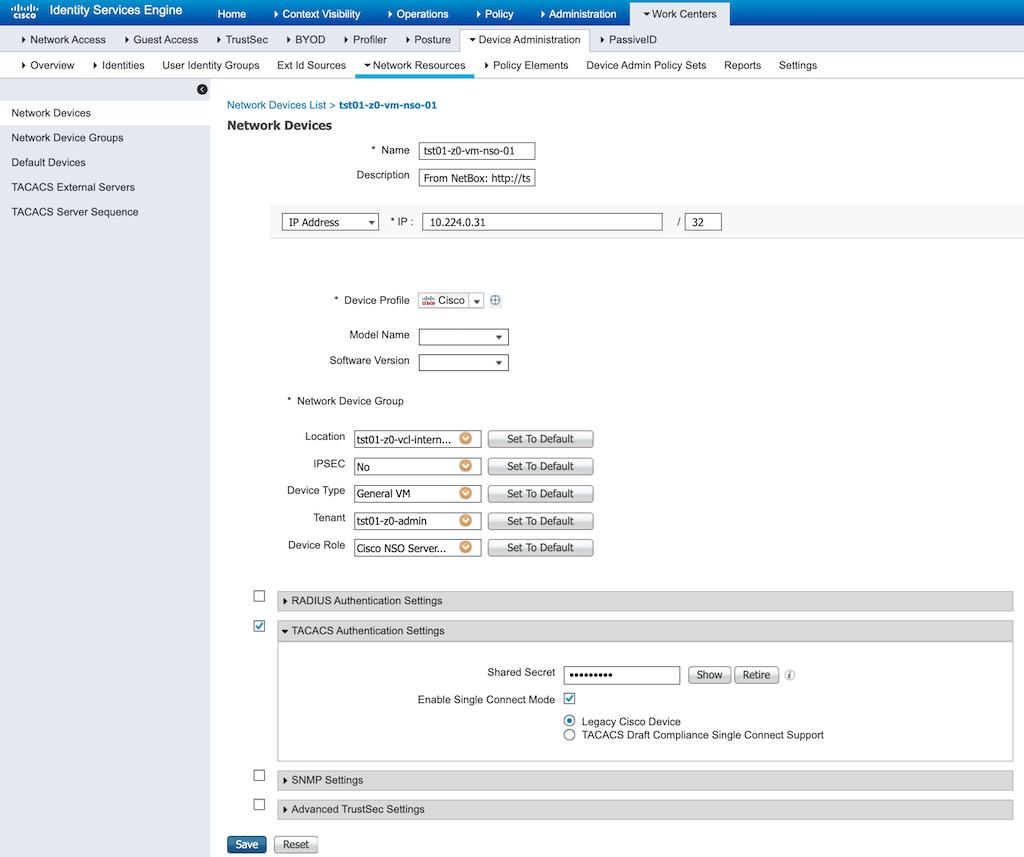 cisco Identity Services Engine Home Context Visibility Operations Policy Administration Work Centers
Network Access Guest Access TrustSec BYOD Profiler Posture Device Administration PassiveID
Overview Identities User Identity Groups Ext Id Sources Network Resources Policy Elements Device Admin Policy Sets Reports Settings
Network Devices
Network Device Groups
Default Devices
TACACS External Servers
TACACS Server Sequence
Network Devices List > tst01-z0-vm-nso-01
Network Devices
* Name tst01-z0-vm-nso-01
Description From NetBox: http://ts
IP Address * IP : 10.224.0.31 / 32
* Device Profile cisco Cisco
Model Name
Software Version
* Network Device Group
Location tst01-z0-vcl-intern... Set To Default
IPSEC No Set To Default
Device Type General VM Set To Default
Tenant tst01-z0-admin Set To Default
Device Role Cisco NSO Server... Set To Default
RADIUS Authentication Settings
TACACS Authentication Settings
Shared Secret ••••••••• Show Retire i
Enable Single Connect Mode
Legacy Cisco Device
TACACS Draft Compliance Single Connect Support
SNMP Settings
Advanced TrustSec Settings
Save Reset